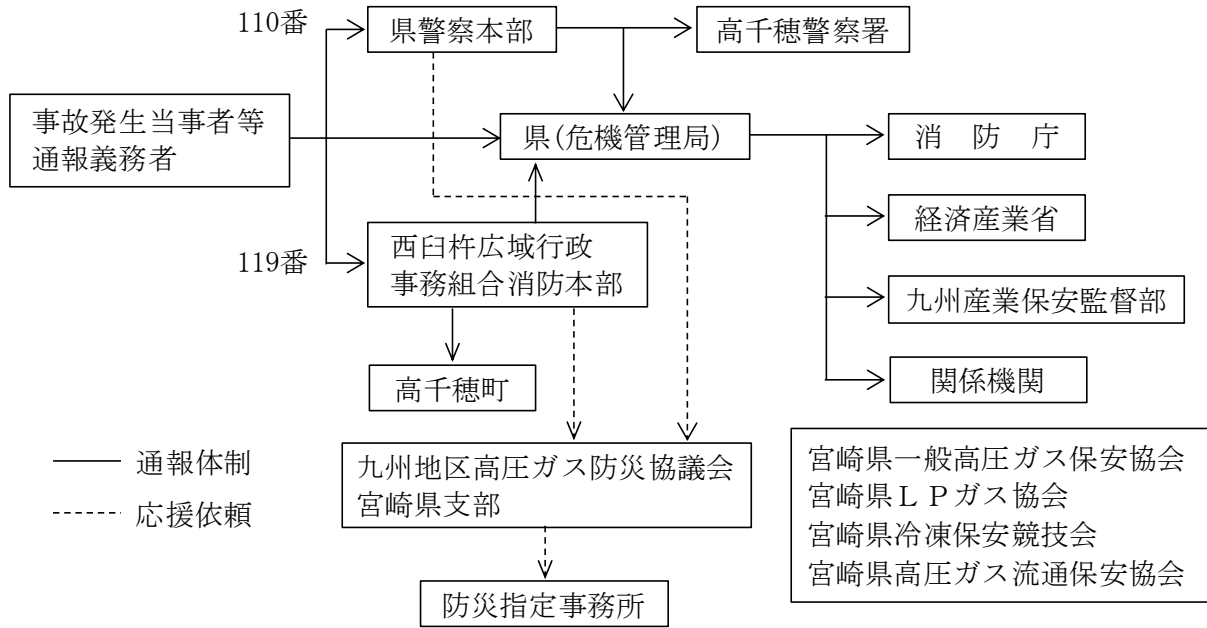 110番
県警察本部
高千穂警察署
事故発生当事者等
通報義務者
県(危機管理局)
消　防　庁
経済産業省
119番
西臼杵広域行政
事務組合消防本部
九州産業保安監督部
高千穂町
関係機関
通報体制
応援依頼
九州地区高圧ガス防災協議会
宮崎県支部
宮崎県一般高圧ガス保安協会
宮崎県ＬＰガス協会
宮崎県冷凍保安競技会
宮崎県高圧ガス流通保安協会
防災指定事務所